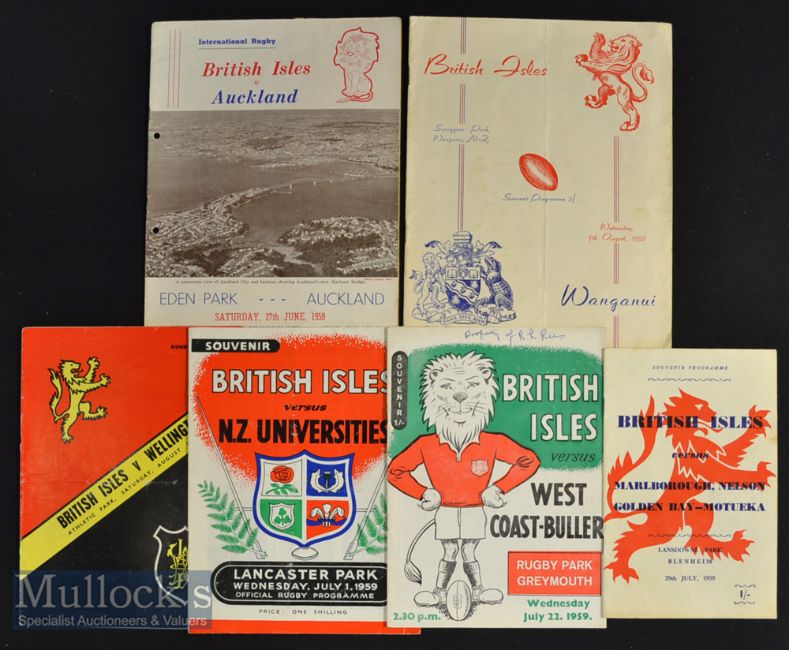 International Rugby
British Isles
v
Auckland
A panoramic view of Auckland City and harbour showing Auckland's new Harbour Bridge.
EDEN PARK --- AUCKLAND
SATURDAY, 27th JUNE, 1959
British Isles
Spriggens Park,
Wanganui, N.Z.
Souvenir Programme 2/-
Wednesday,
5th August, 1959
Wanganui
BRITISH ISLES V WELLINGT
ATHLETIC PARK, SATURDAY, AUGUST
SOUVENIR
BRITISH ISLES
versus
N.Z. UNIVERSITIES
LANCASTER PARK
WEDNESDAY, JULY 1, 1959
OFFICIAL RUGBY PROGRAMME
PRICE: ONE SHILLING
Property of R. L. Rees
SOUVENIR 1/-
BRITISH
ISLES
versus
WEST
COAST-BULLER
RUGBY PARK
GREYMOUTH
Wednesday
July 22. 1959.
2.30 p.m.
SOUVENIR PROGRAMME
BRITISH ISLES
versus
MARLBOROUGH, NELSON
GOLDEN BAY—MOTUEKA
LANSDOWNE PARK
BLENHEIM
29th JULY, 1959
1/-
Mullock's
Specialist Auctioneers & Valuers